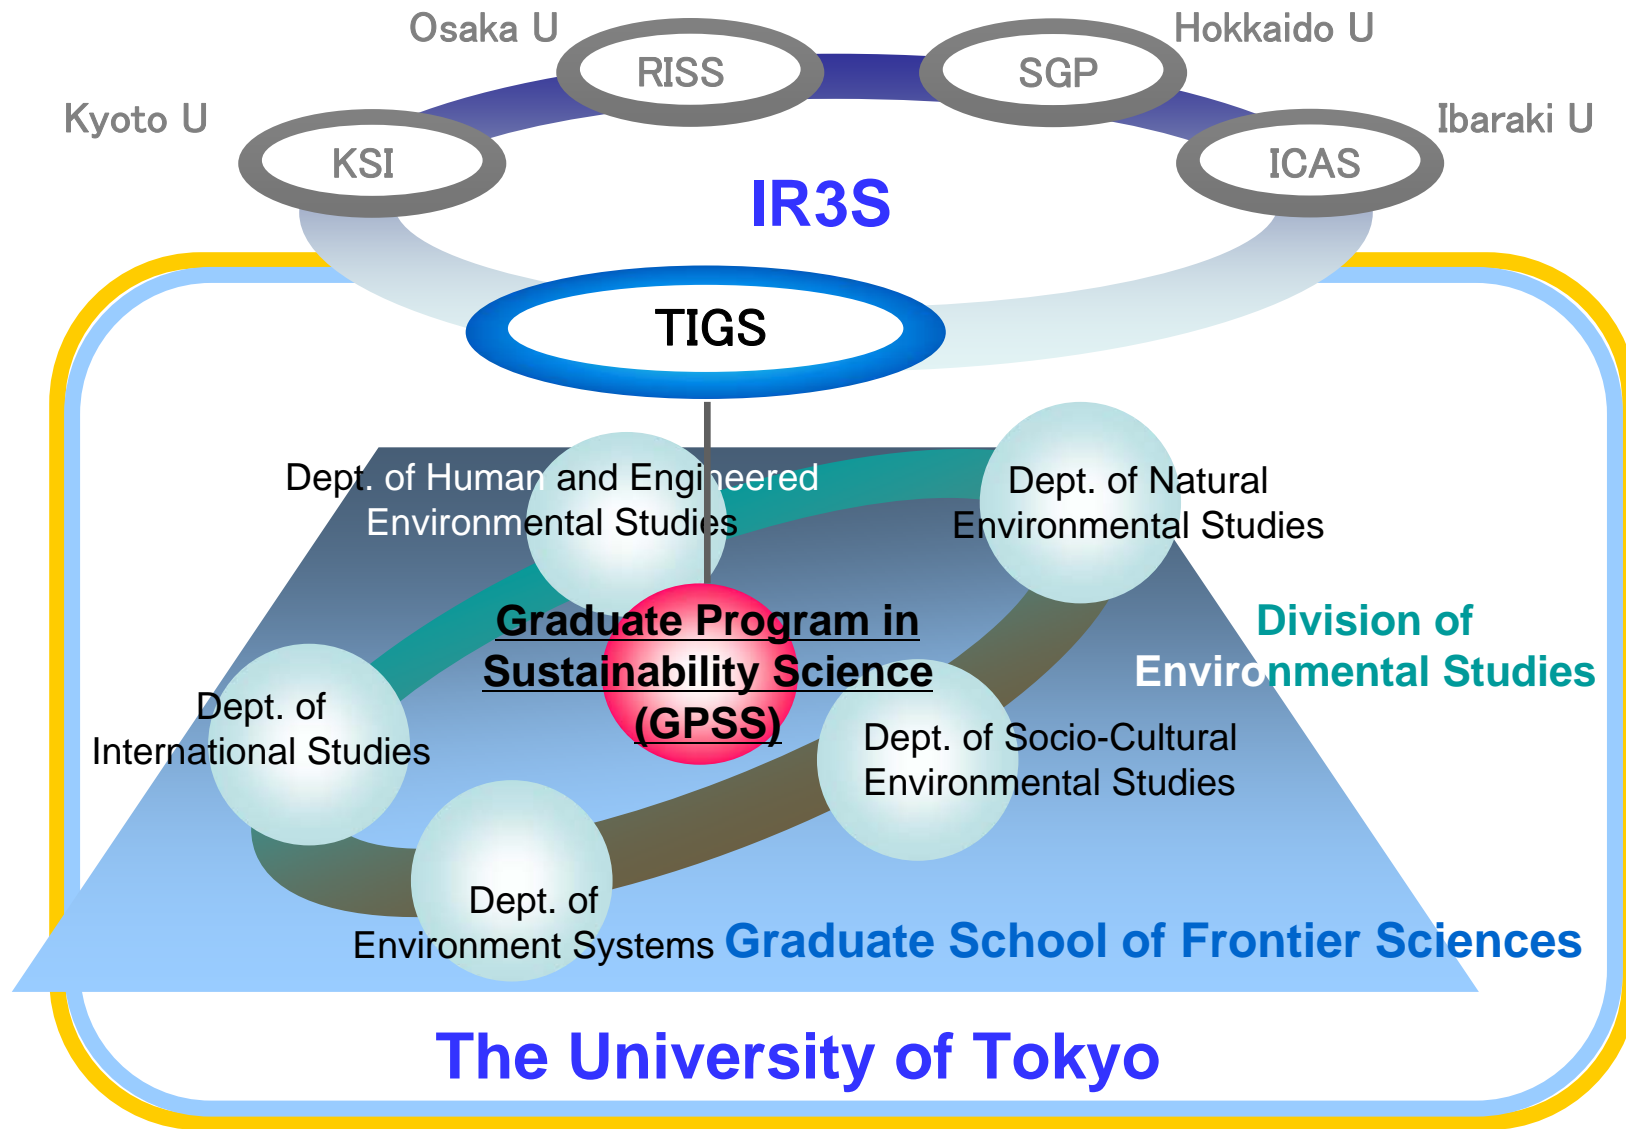 Osaka U
Hokkaido U
RISS
SGP
Kyoto U
Ibaraki U
KSI
ICAS
IR3S
TIGS
Dept. of Human and Engineered
Environmental Studies
Dept. of Natural
Environmental Studies
Graduate Program in
Sustainability Science
(GPSS)
Division of
Environmental Studies
Dept. of
International Studies
Dept. of Socio-Cultural
Environmental Studies
Dept. of
Environment Systems
Graduate School of Frontier Sciences
The University of Tokyo